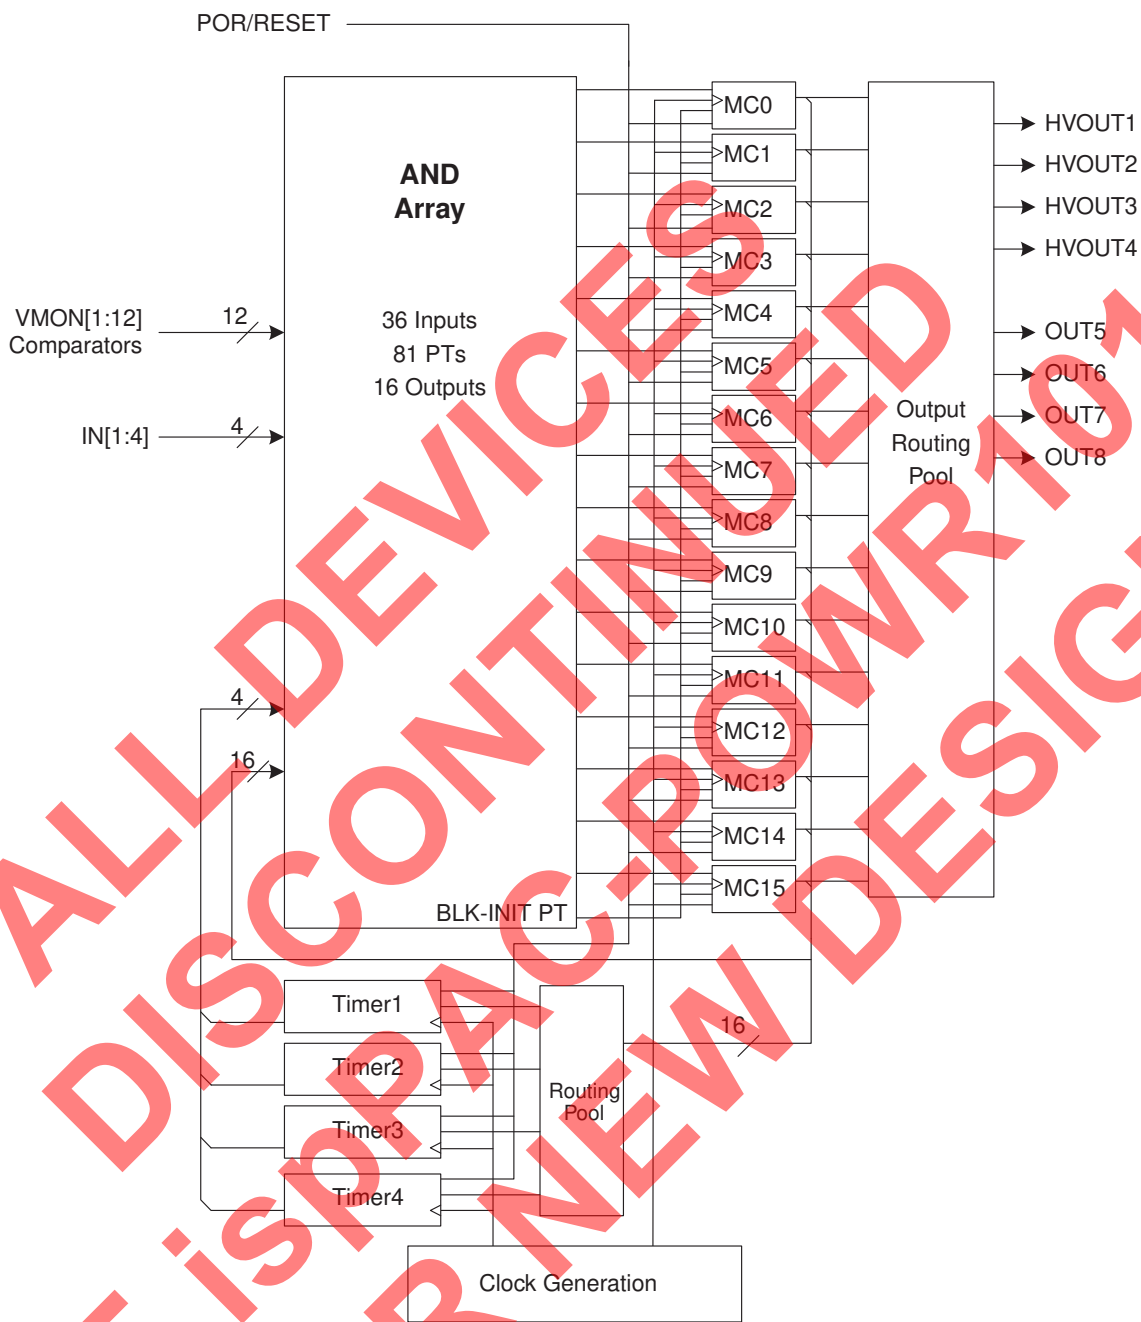 POR/RESET
AND
Array
36 Inputs
81 PTs
16 Outputs
VMON[1:12]
Comparators
12
IN[1:4]
4
4
16
BLK-INIT PT
MC0
MC1
MC2
MC3
MC4
MC5
MC6
MC7
MC8
MC9
MC10
MC11
MC12
MC13
MC14
MC15
Output
Routing
Pool
HVOUT1
HVOUT2
HVOUT3
HVOUT4
OUT5
OUT6
OUT7
OUT8
Timer1
Timer2
Timer3
Timer4
Routing
Pool
16
Clock Generation
ALL DEVICES
DISCONTINUED
ispPAC-POWR101
NEW DESIG